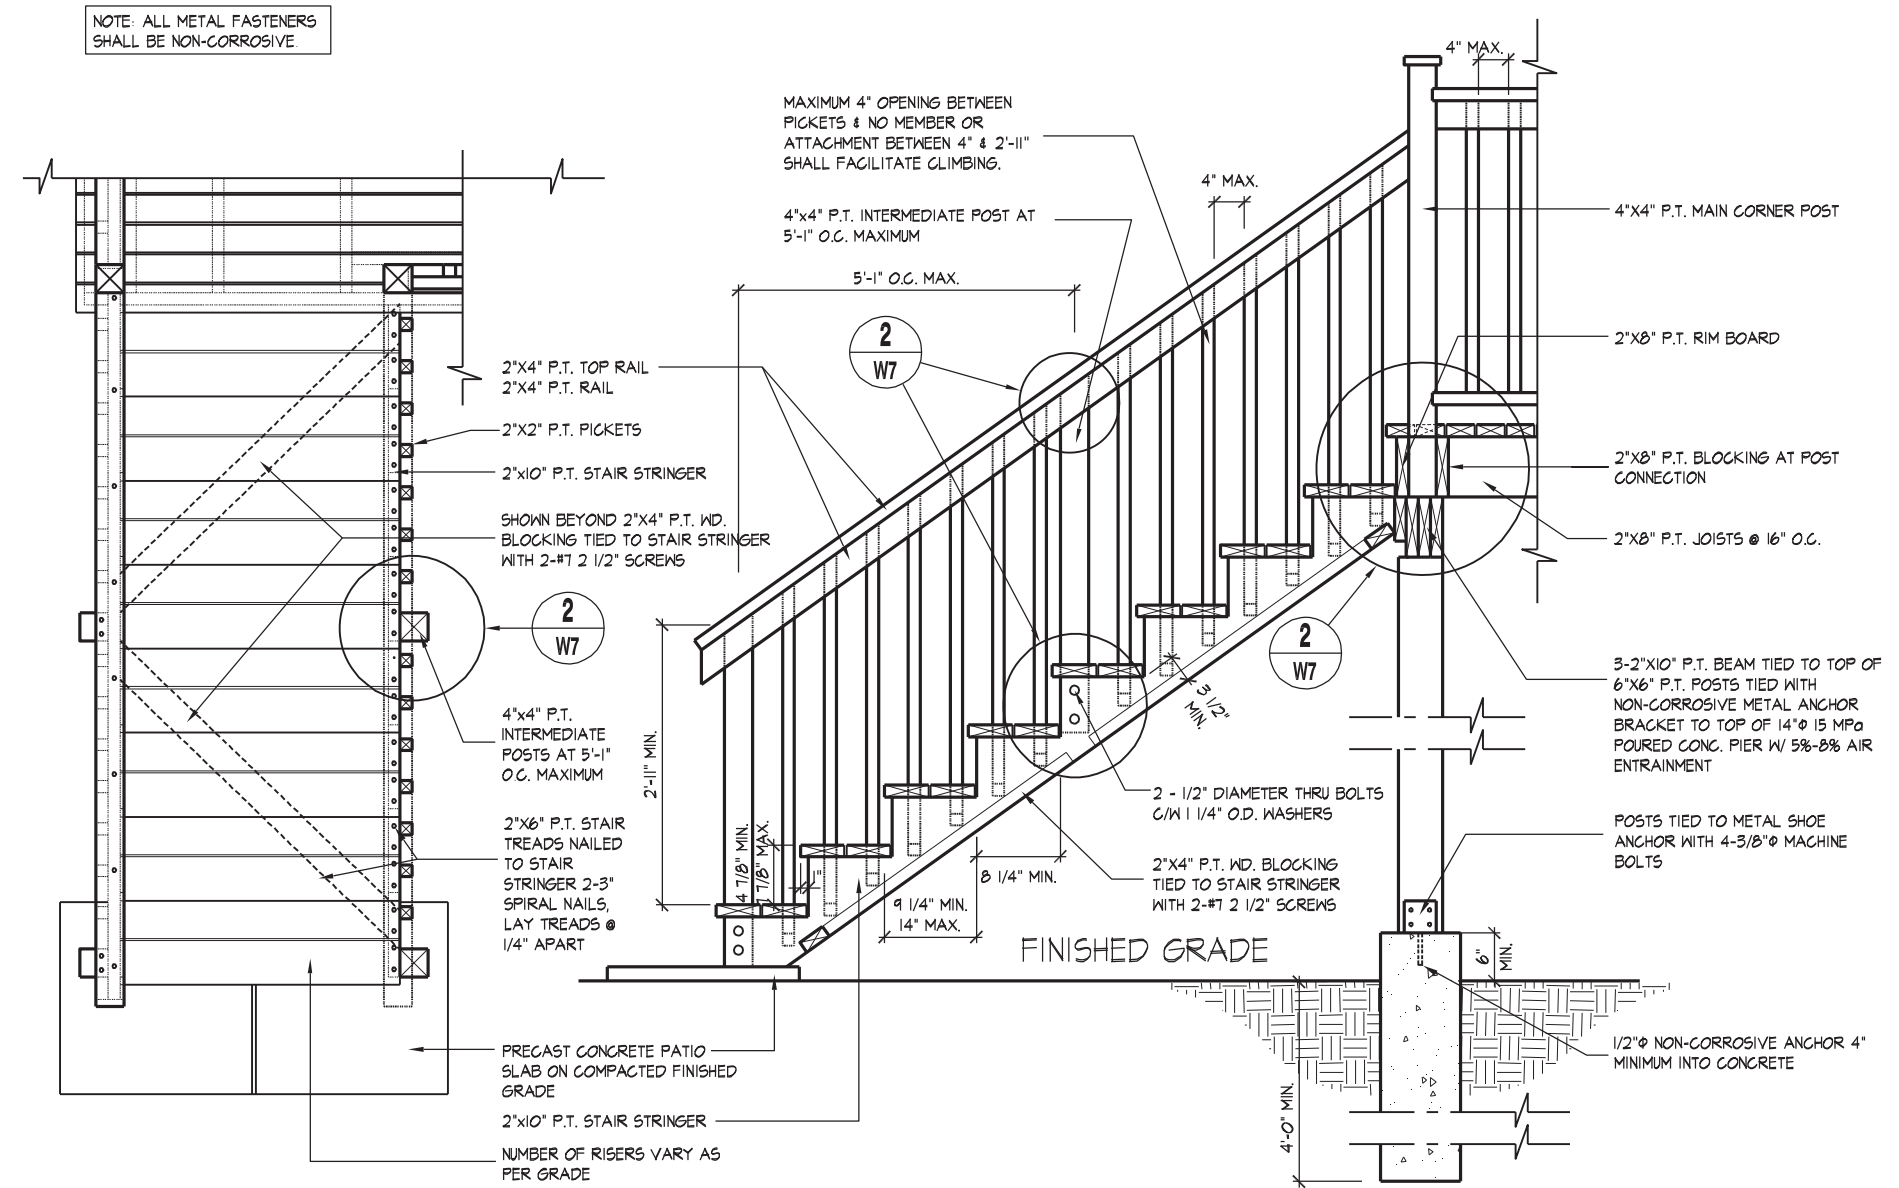 NOTE: ALL METAL FASTENERS
SHALL BE NON-CORROSIVE.
4" MAX.
MAXIMUM 4" OPENING BETWEEN
PICKETS & NO MEMBER OR
ATTACHMENT BETWEEN 4" & 2'-11"
SHALL FACILITATE CLIMBING.
4" MAX.
4"x4" P.T. INTERMEDIATE POST AT
5'-1" O.C. MAXIMUM
4"X4" P.T. MAIN CORNER POST
5'-1" O.C. MAX.
2
W7
2"X8" P.T. RIM BOARD
2"X4" P.T. TOP RAIL
2"X4" P.T. RAIL
2"X2" P.T. PICKETS
2"x10" P.T. STAIR STRINGER
2"X8" P.T. BLOCKING AT POST
CONNECTION
SHOWN BEYOND 2"X4" P.T. WD.
BLOCKING TIED TO STAIR STRINGER
WITH 2-#7 2 1/2" SCREWS
2"X8" P.T. JOISTS @ 16" O.C.
2
W7
2
W7
3-2"X10" P.T. BEAM TIED TO TOP OF
6"X6" P.T. POSTS TIED WITH
NON-CORROSIVE METAL ANCHOR
BRACKET TO TOP OF 14"Φ 15 MPa
POURED CONC. PIER W/ 5%-8% AIR
ENTRAINMENT
3 1/2"
MIN.
4"x4" P.T.
INTERMEDIATE
POSTS AT 5'-1"
O.C. MAXIMUM
2'-11" MIN.
2 - 1/2" DIAMETER THRU BOLTS
C/W 1 1/4" O.D. WASHERS
2"X6" P.T. STAIR
TREADS NAILED
TO STAIR
STRINGER 2-3"
SPIRAL NAILS,
LAY TREADS @
1/4" APART
4 7/8" MIN.
7 7/8" MAX.
1"
8 1/4" MIN.
9 1/4" MIN.
14" MAX.
2"X4" P.T. WD. BLOCKING
TIED TO STAIR STRINGER
WITH 2-#7 2 1/2" SCREWS
POSTS TIED TO METAL SHOE
ANCHOR WITH 4-3/8"Φ MACHINE
BOLTS
FINISHED GRADE
6"
MIN.
PRECAST CONCRETE PATIO
SLAB ON COMPACTED FINISHED
GRADE
1/2"Φ NON-CORROSIVE ANCHOR 4"
MINIMUM INTO CONCRETE
4'-0" MIN.
2"x10" P.T. STAIR STRINGER
NUMBER OF RISERS VARY AS
PER GRADE